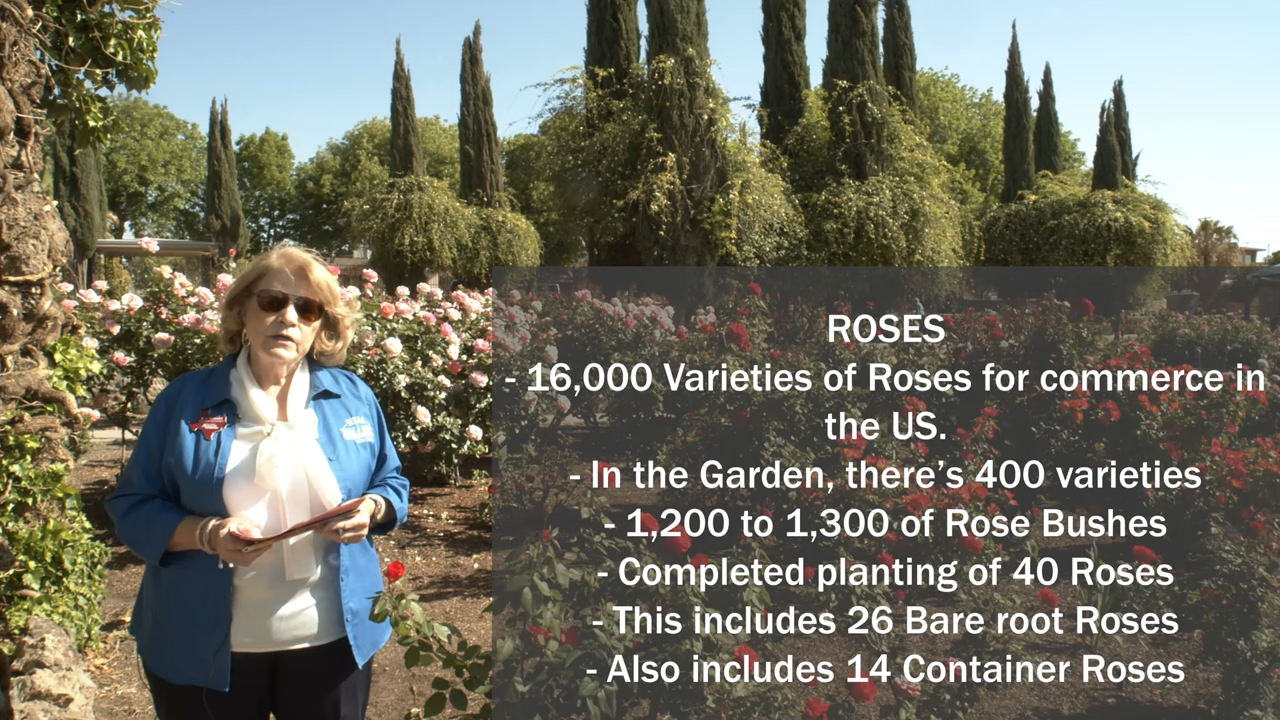 ROSES
- 16,000 Varieties of Roses for commerce in
the US.
- In the Garden, there’s 400 varieties
- 1,200 to 1,300 of Rose Bushes
- Completed planting of 40 Roses
- This includes 26 Bare root Roses
- Also includes 14 Container Roses